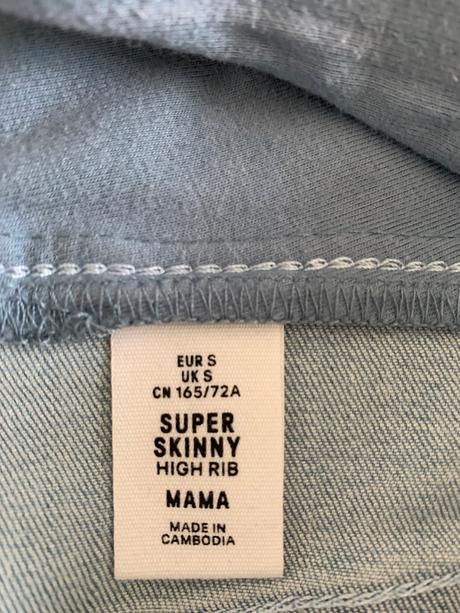 EUR S
UK S
CN 165/72A
SUPER
SKINNY
HIGH RIB
MAMA
MADE IN
CAMBODIA